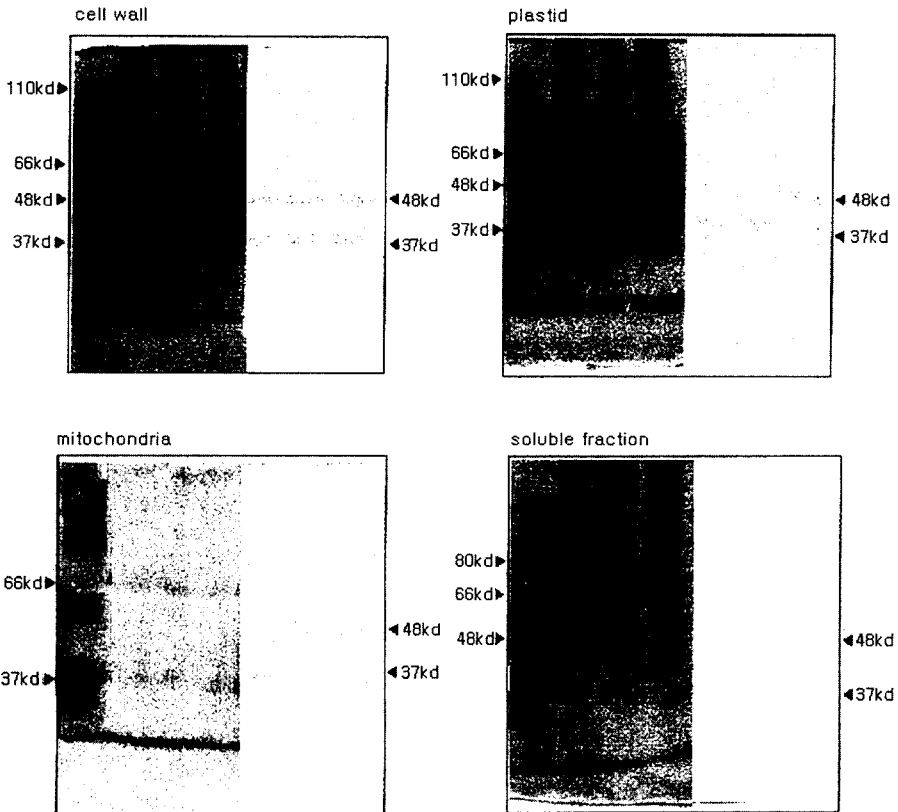 cell wall
110kd
66kd
48kd
37kd
48kd
37kd
plastid
110kd
66kd
48kd
37kd
48kd
37kd
mitochondria
66kd
37kd
48kd
37kd
soluble fraction
80kd
66kd
48kd
48kd
37kd